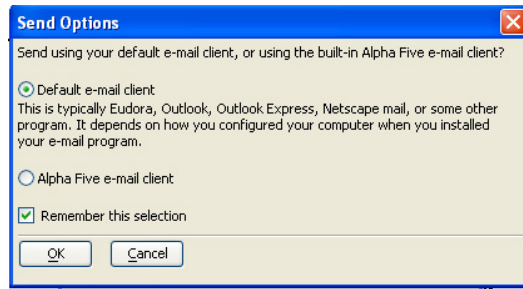 Send Options
Send using your default e-mail client, or using the built-in Alpha Five e-mail client?
Default e-mail client
This is typically Eudora, Outlook, Outlook Express, Netscape mail, or some other
program. It depends on how you configured your computer when you installed
your e-mail program.
Alpha Five e-mail client
Remember this selection
OK Cancel